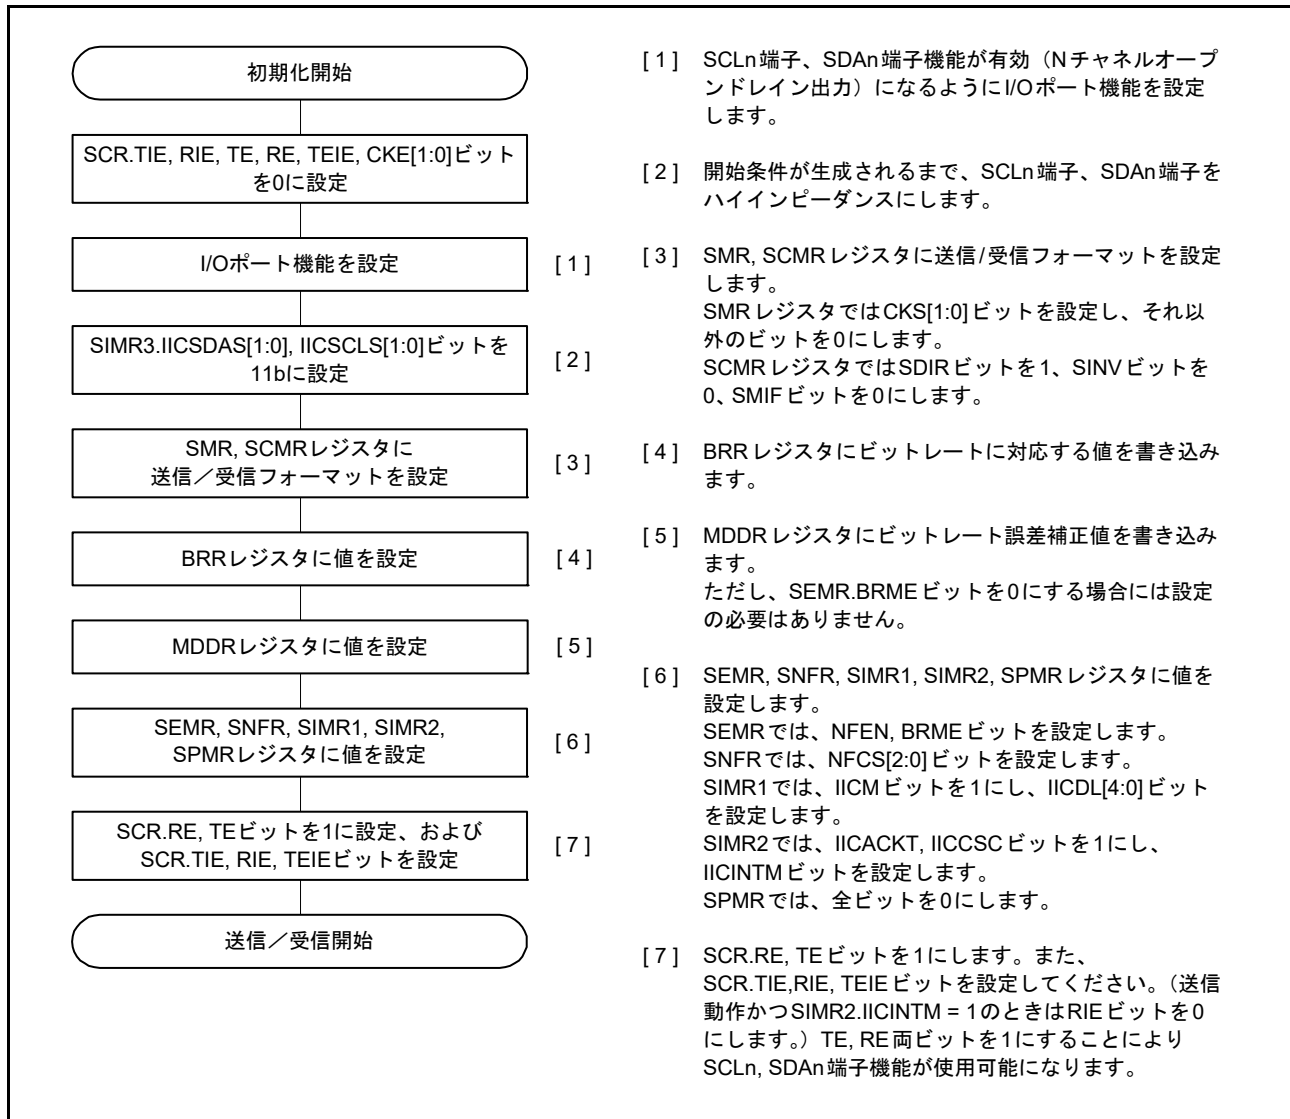 初期化開始
SCR.TIE, RIE, TE, RE, TEIE, CKE[1:0]ビット
を0に設定
I/Oポート機能を設定
[ 1 ]
SIMR3.IICSDAS[1:0], IICSCLS[1:0]ビットを
11bに設定
[ 2 ]
SMR, SCMRレジスタに
送信／受信フォーマットを設定
[ 3 ]
BRRレジスタに値を設定
[ 4 ]
MDDRレジスタに値を設定
[ 5 ]
SEMR, SNFR, SIMR1, SIMR2,
SPMRレジスタに値を設定
[ 6 ]
SCR.RE, TEビットを1に設定、および
SCR.TIE, RIE, TEIEビットを設定
[ 7 ]
送信／受信開始
[ 1 ] SCLn端子、SDAn端子機能が有効（Nチャネルオープ
ンドレイン出力）になるようにI/Oポート機能を設定
します。
[ 2 ] 開始条件が生成されるまで、SCLn端子、SDAn端子を
ハイインピーダンスにします。
[ 3 ] SMR, SCMRレジスタに送信/受信フォーマットを設定
します。
SMRレジスタではCKS[1:0]ビットを設定し、それ以
外のビットを0にします。
SCMRレジスタではSDIRビットを1、SINVビットを
0、SMIFビットを0にします。
[ 4 ] BRRレジスタにビットレートに対応する値を書き込み
ます。
[ 5 ] MDDRレジスタにビットレート誤差補正値を書き込み
ます。
ただし、SEMR.BRMEビットを0にする場合には設定
の必要はありません。
[ 6 ] SEMR, SNFR, SIMR1, SIMR2, SPMRレジスタに値を
設定します。
SEMRでは、NFEN, BRMEビットを設定します。
SNFRでは、NFCS[2:0]ビットを設定します。
SIMR1では、IICMビットを1にし、IICDL[4:0]ビット
を設定します。
SIMR2では、IICACKT, IICCSCビットを1にし、
IICINTMビットを設定します。
SPMRでは、全ビットを0にします。
[ 7 ] SCR.RE, TEビットを1にします。また、
SCR.TIE,RIE, TEIEビットを設定してください。（送信
動作かつSIMR2.IICINTM = 1のときはRIEビットを0
にします。）TE, RE両ビットを1にすることにより
SCLn, SDAn端子機能が使用可能になります。